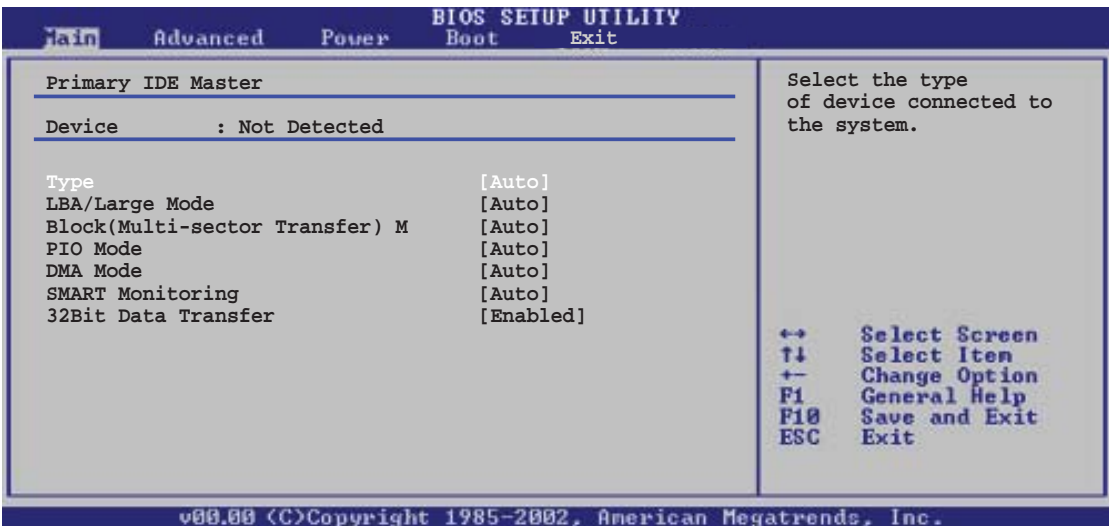 BIOS SETUP UTILITY
Main Advanced Power Boot Exit
Primary IDE Master
Device : Not Detected
Type [Auto]
LBA/Large Mode [Auto]
Block(Multi-sector Transfer) M [Auto]
PIO Mode [Auto]
DMA Mode [Auto]
SMART Monitoring [Auto]
32Bit Data Transfer [Enabled]
Select the type
of device connected to
the system.
←→ Select Screen
↑↓ Select Item
+- Change Option
F1 General Help
F10 Save and Exit
ESC Exit
v00.00 (C)Copyright 1985-2002, American Megatrends, Inc.